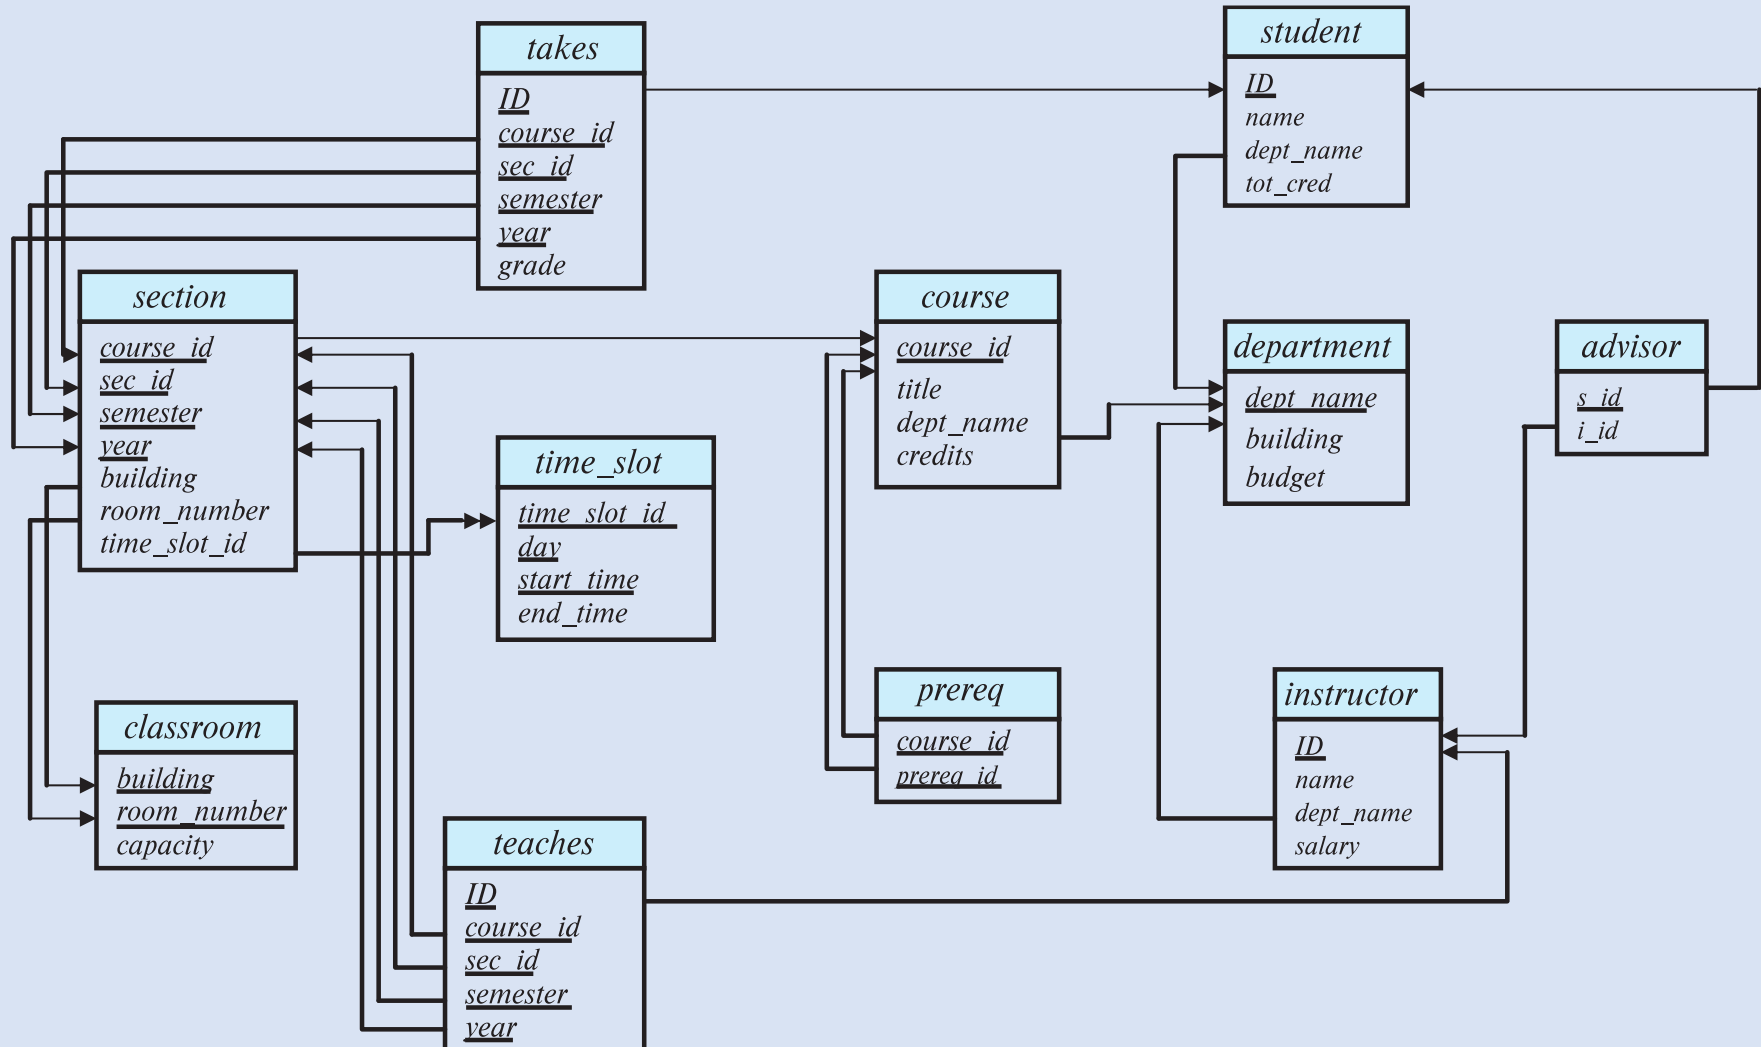 takes
ID
course_id
sec_id
semester
year
grade
student
ID
name
dept_name
tot_cred
section
course_id
sec_id
semester
year
building
room_number
time_slot_id
course
course_id
title
dept_name
credits
department
dept_name
building
budget
advisor
s_id
i_id
time_slot
time_slot_id
day
start_time
end_time
prereq
course_id
prereq_id
instructor
ID
name
dept_name
salary
classroom
building
room_number
capacity
teaches
ID
course_id
sec_id
semester
year